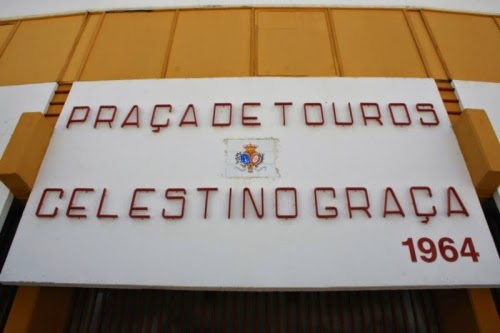 PRAÇA DE TOUROS
CELESTINO GRAÇA
1964